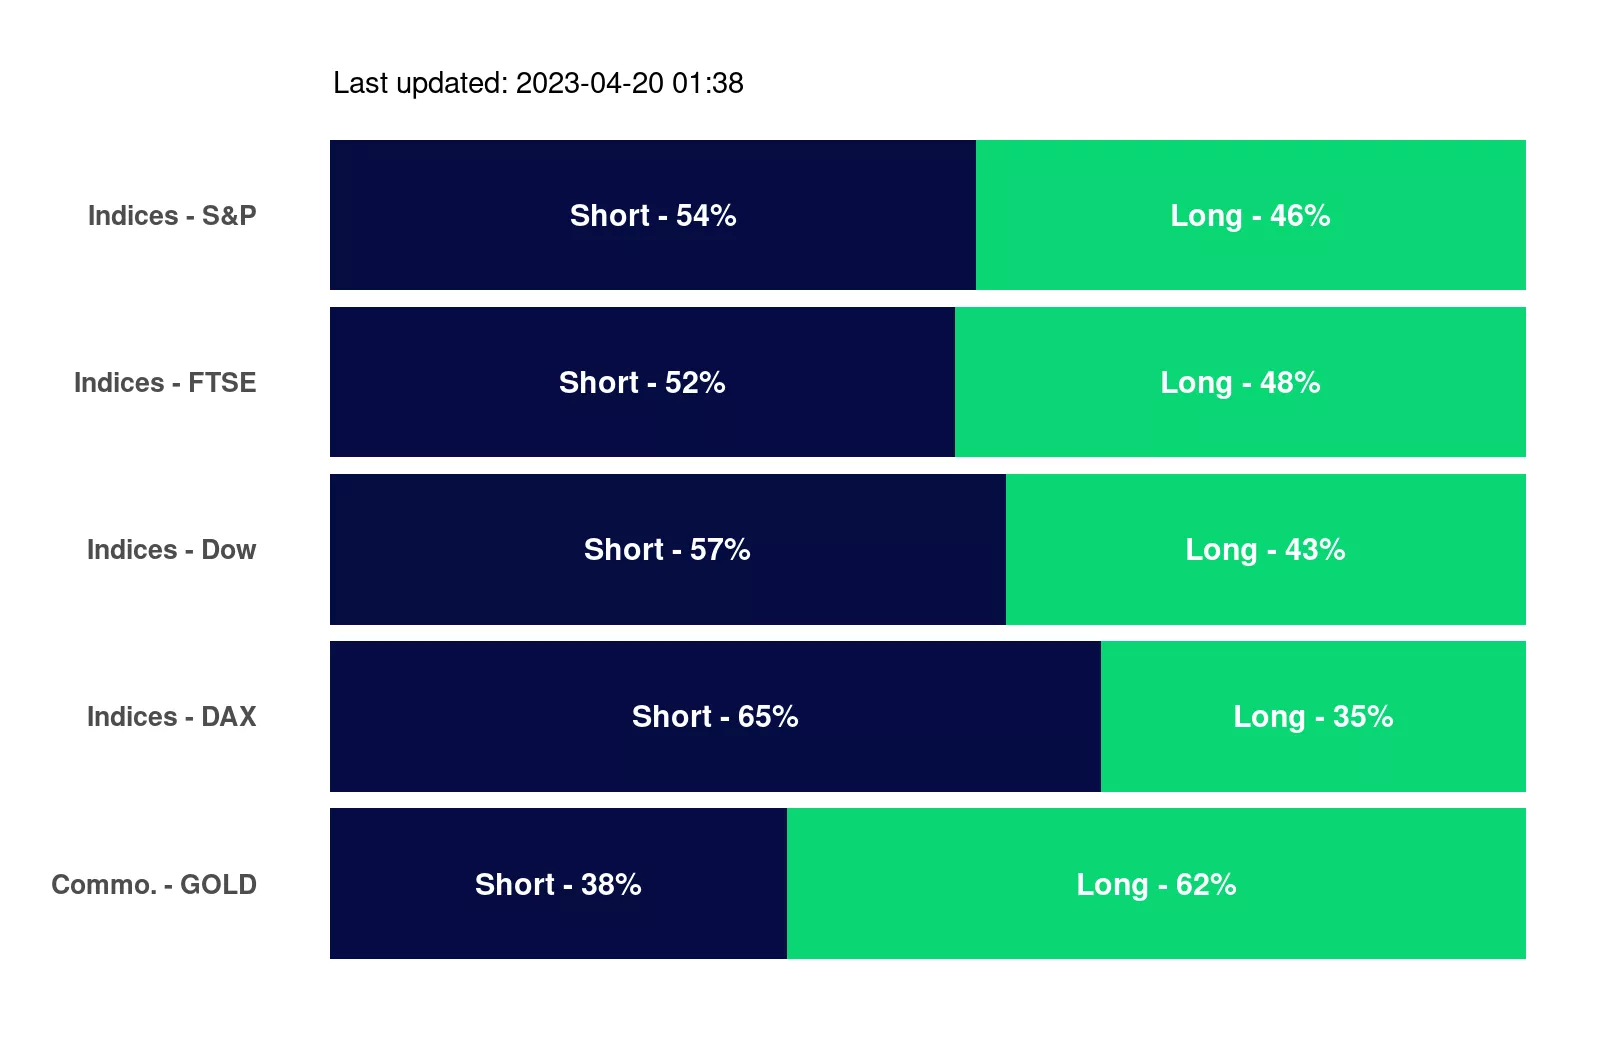 Last updated: 2023-04-20 01:38
Indices - S&P Short - 54% Long - 46%
Indices - FTSE Short - 52% Long - 48%
Indices - Dow Short - 57% Long - 43%
Indices - DAX Short - 65% Long - 35%
Commo. - GOLD Short - 38% Long - 62%